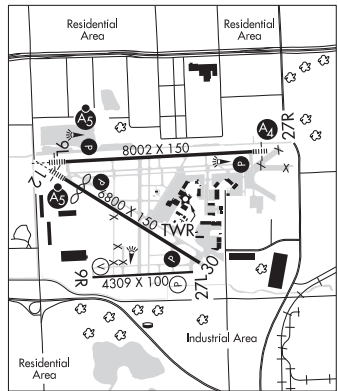 Residential
Area
Residential
Area
A5
P
9L
A4
27R
8002 X 150
P
12
A5
P
6800 X 150
TWR
30
9R
V
4309 X 100
P
P
27L
Industrial Area
Residential
Area